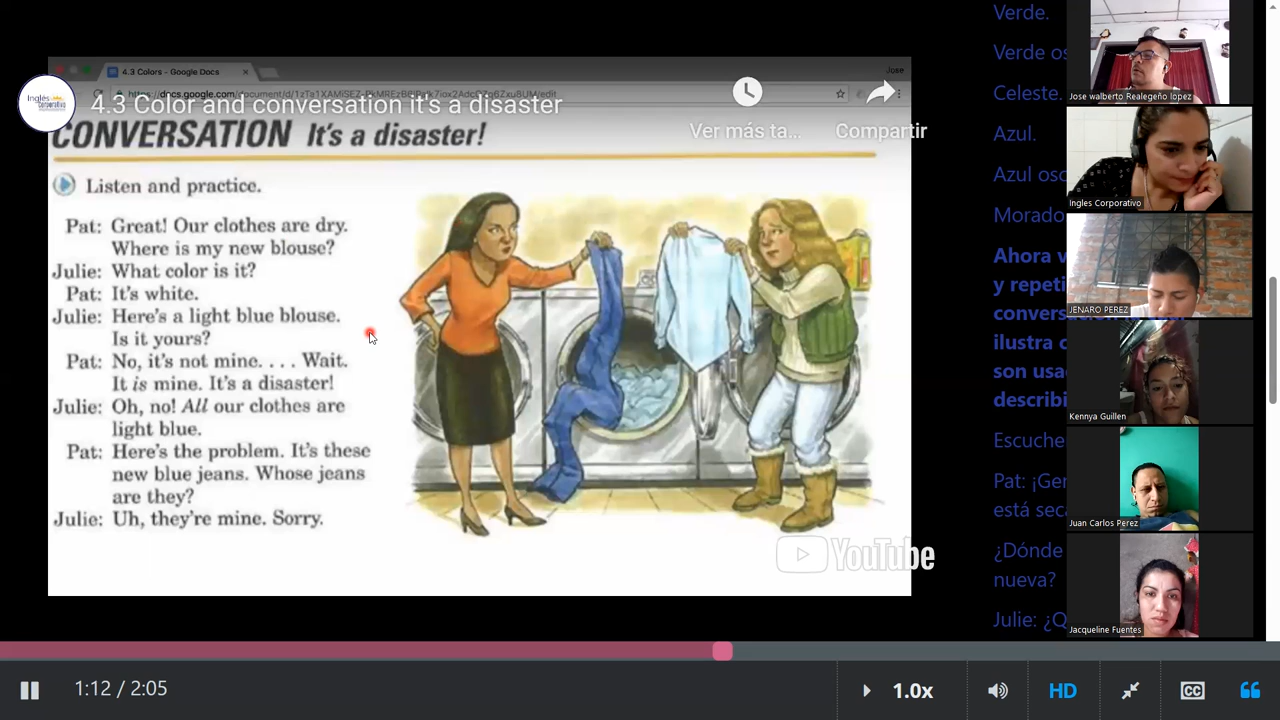 4.3 Colors - Google Docs
Jose
4.3 Color and conversation it's a disaster
Ver más ta...
Compartir
CONVERSATION It's a disaster!
Listen and practice.
Pat: Great! Our clothes are dry.
Where is my new blouse?
Julie: What color is it?
Pat: It's white.
Julie: Here's a light blue blouse.
Is it yours?
Pat: No, it's not mine. . . . Wait.
It is mine. It's a disaster!
Julie: Oh, no! All our clothes are
light blue.
Pat: Here's the problem. It's these
new blue jeans. Whose jeans
are they?
Julie: Uh, they're mine. Sorry.
YouTube
Verde.
Verde os
Celeste.
Azul.
Azul osc
Morado
Ahora v
y repeti
conversa
ilustra c
son usa
describi
Escuche
Pat: ¡Ge
está seca
¿Dónde
nueva?
Julie: ¿Q
Jose walberto Realegeño lopez
Ingles Corporativo
JENARO PEREZ
Kennya Guillen
Juan Carlos Perez
Jacqueline Fuentes
1:12 / 2:05
1.0x
HD
CC